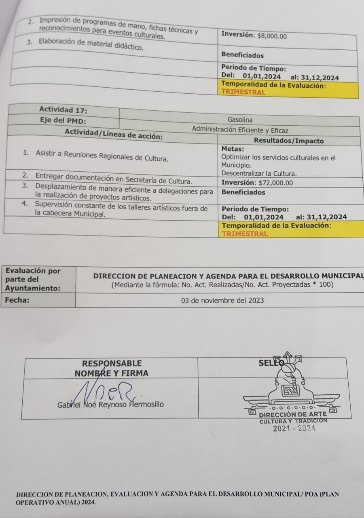 2. Impresión de programas de mano, fichas técnicas y
reconocimientos para eventos culturales.
3. Elaboración de material didáctico.
Inversión: $8,000.00
Beneficiados
Periodo de Tiempo:
Del: 01,01,2024 al: 31,12,2024
Temporalidad de la Evaluación:
TRIMESTRAL
Actividad 17:
Gasolina
Eje del PMD:
Administración Eficiente y Eficaz
Actividad/Líneas de acción:
Resultados/Impacto
1. Asistir a Reuniones Regionales de Cultura.
2. Entregar documentación en Secretaría de Cultura.
3. Desplazamiento de manera eficiente a delegaciones para
la realización de proyectos artísticos.
4. Supervisión constante de los talleres artísticos fuera de
la cabecera Municipal.
Metas:
Optimizar los servicios culturales en el
Municipio.
Descentralizar la Cultura.
Inversión: $72,000.00
Beneficiados
Periodo de Tiempo:
Del: 01,01,2024 al: 31,12,2024
Temporalidad de la Evaluación:
TRIMESTRAL
Evaluación por
parte del
Ayuntamiento:
DIRECCION DE PLANEACION Y AGENDA PARA EL DESARROLLO MUNICIPAL
(Mediante la fórmula: No. Act. Realizadas/No. Act. Proyectadas * 100)
Fecha:
03 de noviembre del 2023
RESPONSABLE
NOMBRE Y FIRMA
Gabriel Noé Reynoso Hermosillo
SELLO
DIRECCIÓN DE ARTE
CULTURA Y TRADICIÓN
2021 - 2024
DIRECCION DE PLANEACION, EVALUACION Y AGENDA PARA EL DESARROLLO MUNICIPAL/ POA (PLAN
OPERATIVO ANUAL) 2024.